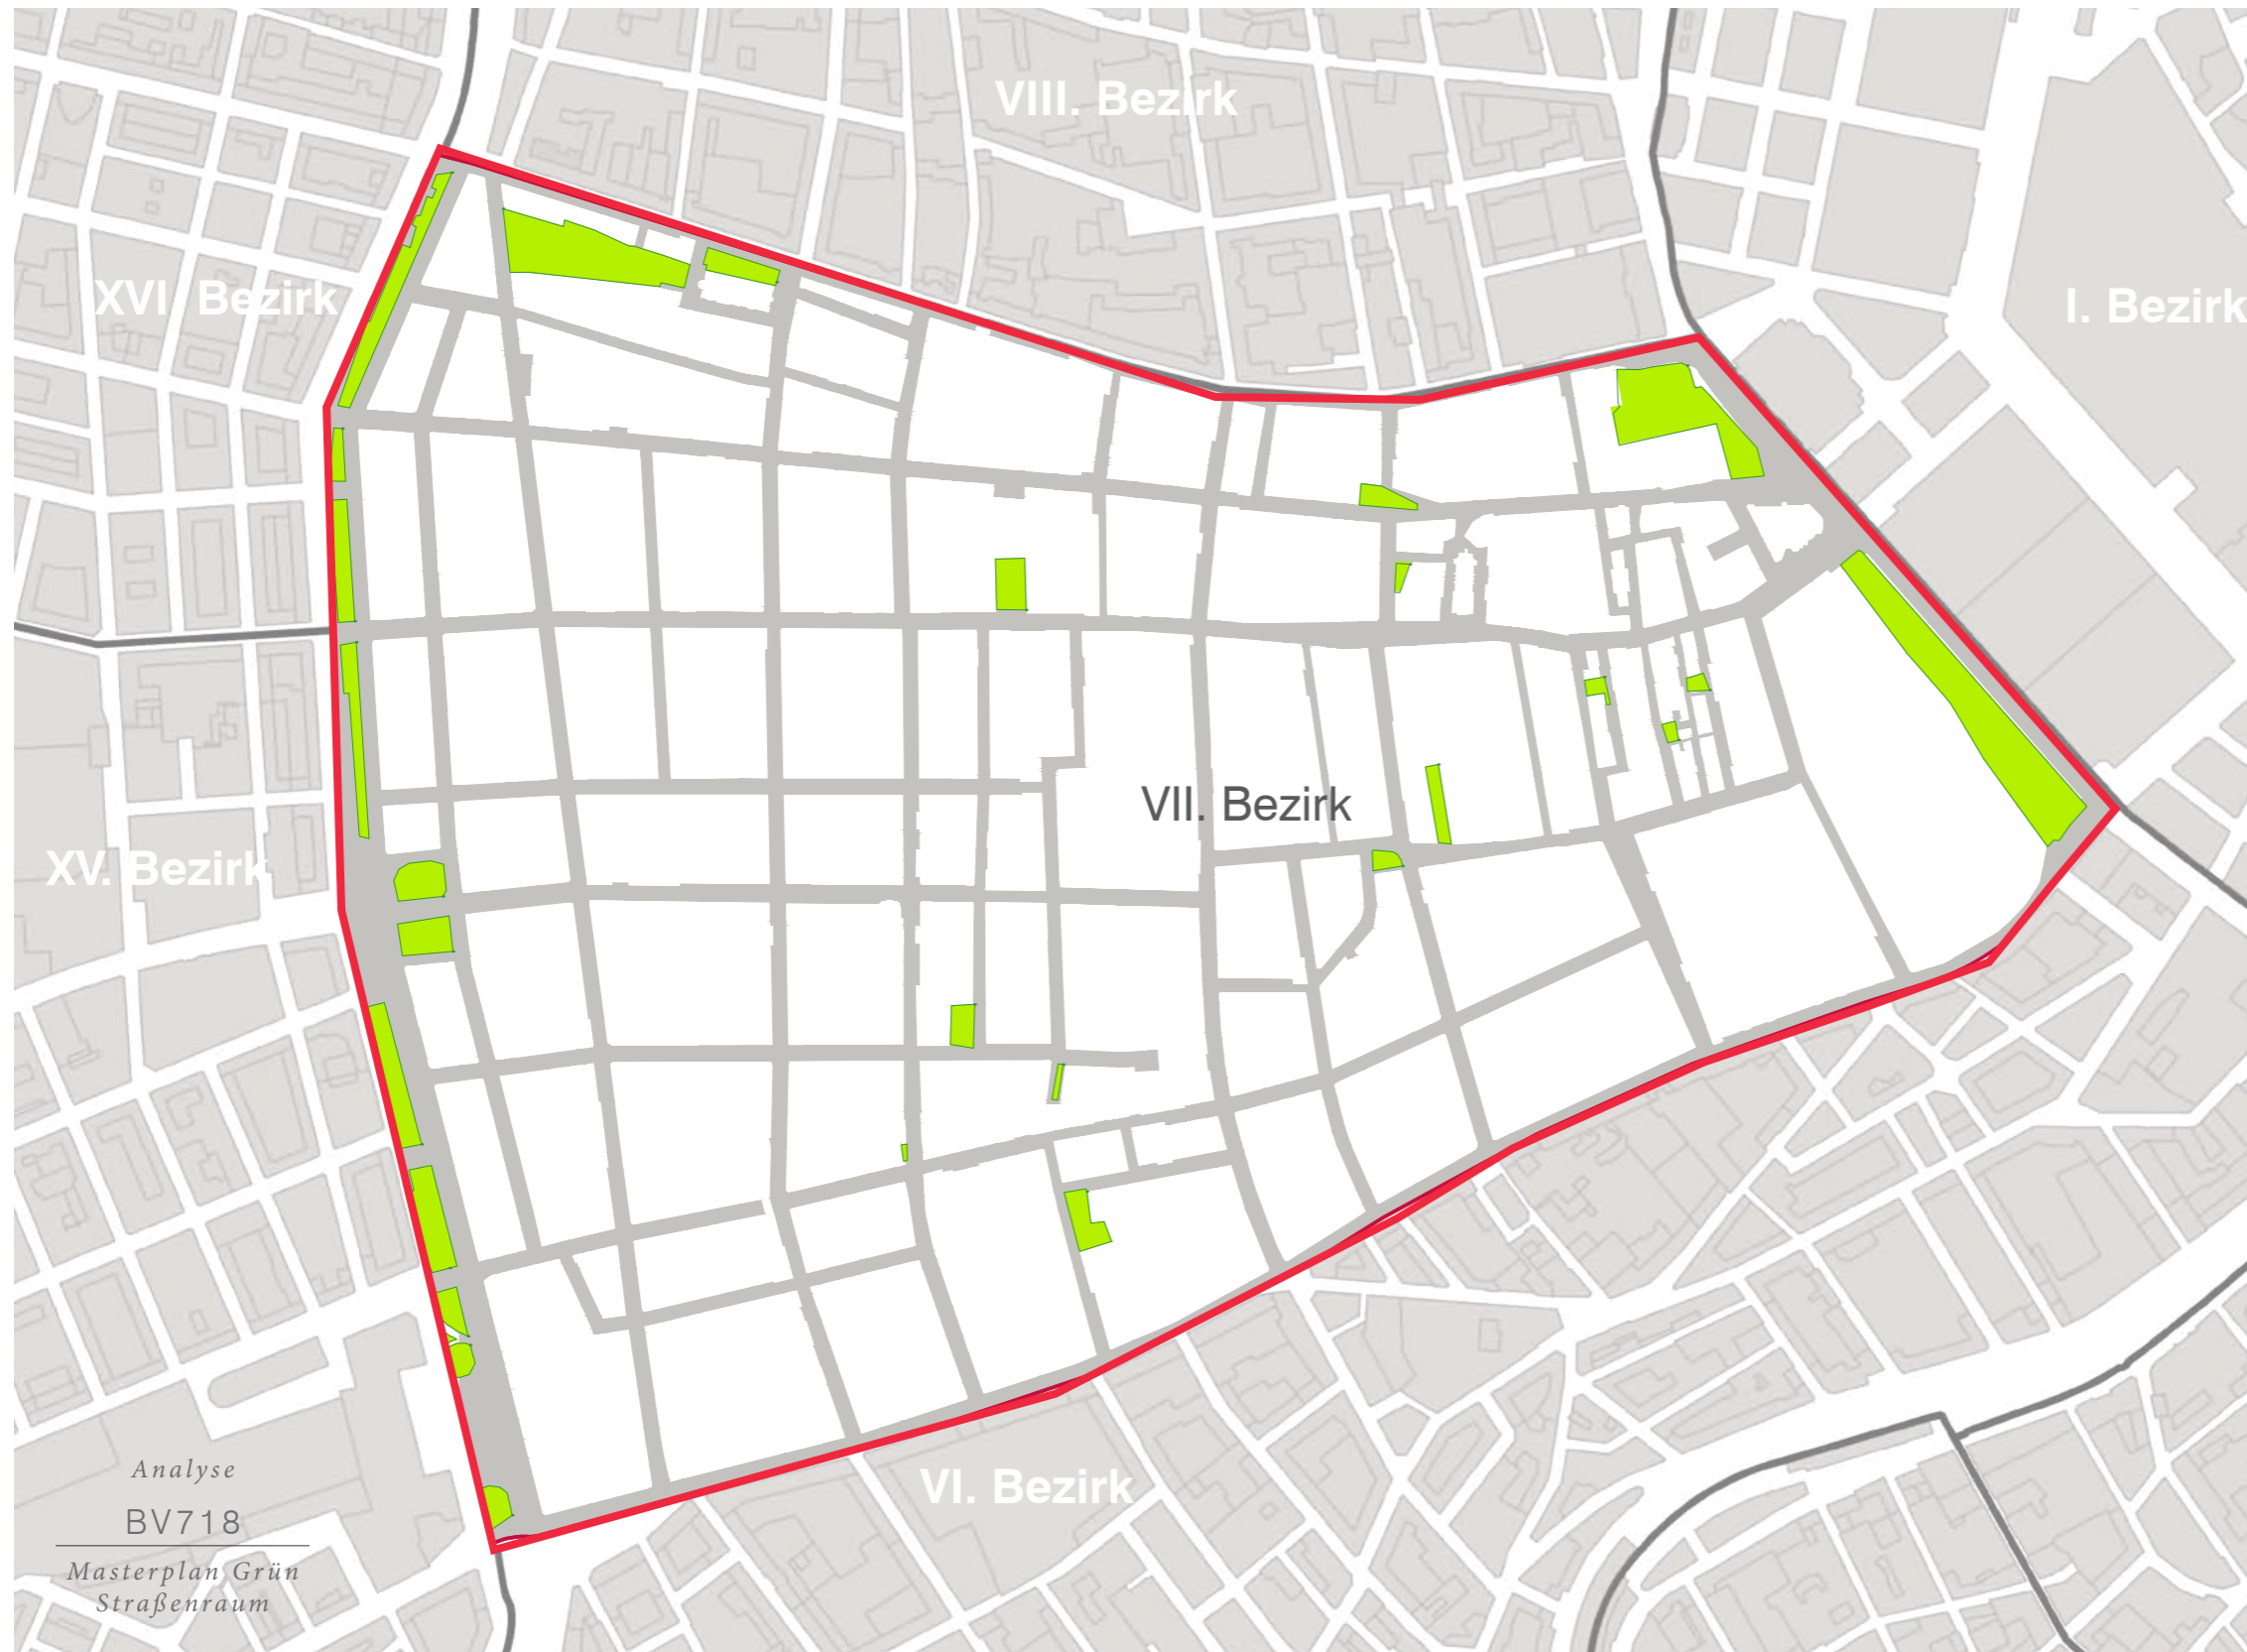 VIII. Bezirk
XVI. Bezirk
I. Bezirk
VII. Bezirk
XV. Bezirk
VI. Bezirk
Analyse
BV718
Masterplan Grün
Straßenraum